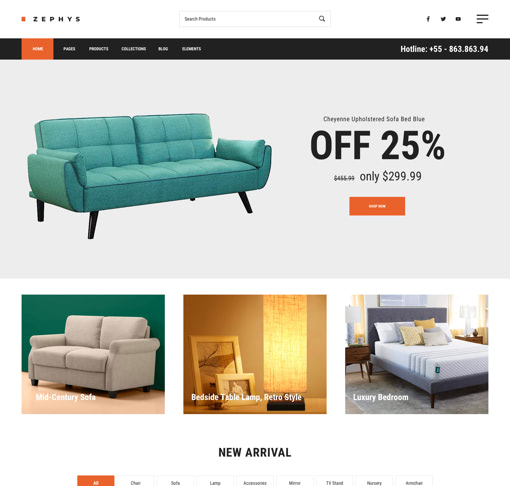 ZEPHYS
Search Products
HOME PAGES PRODUCTS COLLECTIONS BLOG ELEMENTS
Hotline: +55 - 863.863.94
Cheyenne Upholstered Sofa Bed Blue
OFF 25%
$455.99 only $299.99
SHOP NOW
Mid-Century Sofa
Bedside Table Lamp, Retro Style
Luxury Bedroom
NEW ARRIVAL
All Chair Sofa Lamp Accessories Mirror TV Stand Nursery Armchair